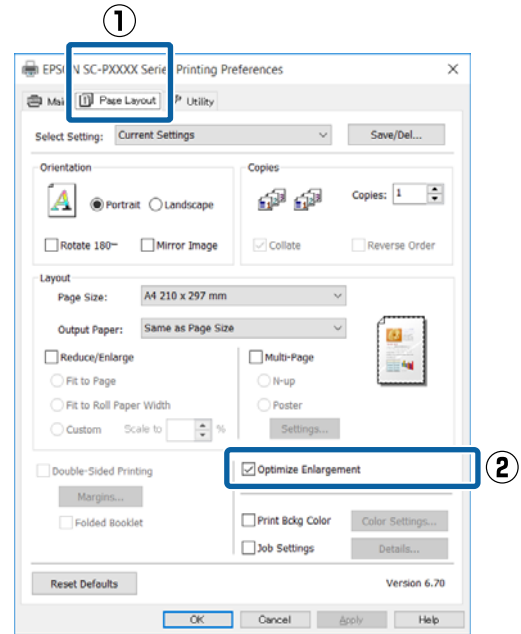 1
EPSON SC-PXXXX Series Printing Preferences
Main Page Layout Utility
Select Setting: Current Settings Save/Del...
Orientation Copies
Portrait Landscape Copies: 1
Rotate 180° Mirror Image Collate Reverse Order
Layout
Page Size: A4 210 x 297 mm
Output Paper: Same as Page Size
Reduce/Enlarge Multi-Page
Fit to Page N-up
Fit to Roll Paper Width Poster
Custom Scale to % Settings...
Double-Sided Printing Optimize Enlargement 2
Margins...
Folded Booklet Print Bckg Color Color Settings...
Job Settings Details...
Reset Defaults Version 6.70
OK Cancel Apply Help